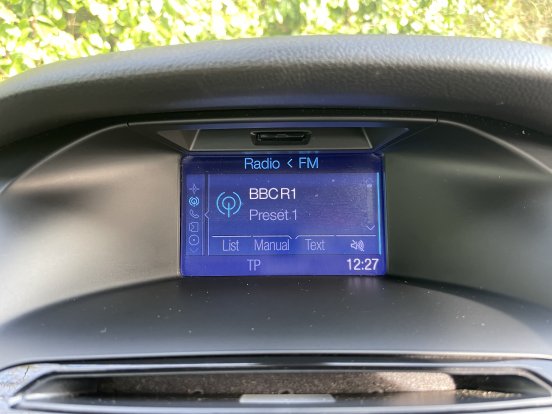 Radio < FM
BBC R1
Preset 1
List Manual Text
TP 12:27